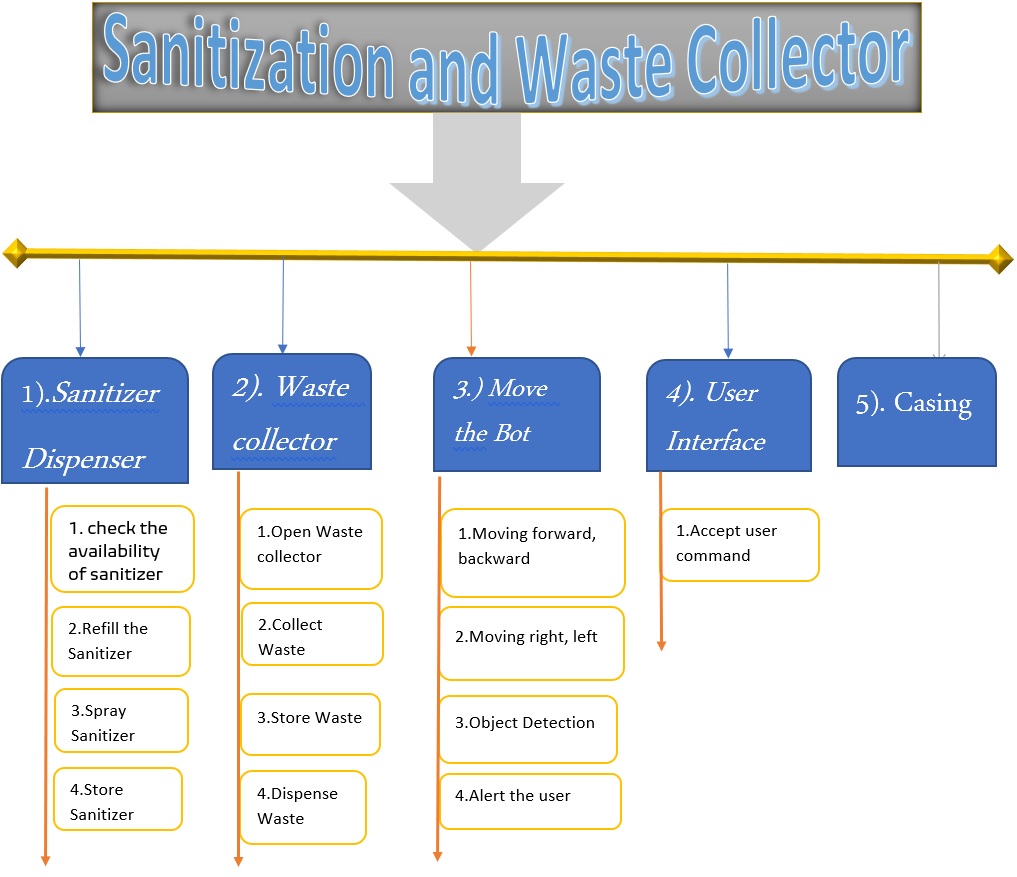 Sanitization and Waste Collector
1).Sanitizer
Dispenser
1. check the
availability
of sanitizer
2.Refill the
Sanitizer
3.Spray
Sanitizer
4.Store
Sanitizer
2). Waste
collector
1.Open Waste
collector
2.Collect
Waste
3.Store Waste
4.Dispense
Waste
3.) Move
the Bot
1.Moving forward,
backward
2.Moving right, left
3.Object Detection
4.Alert the user
4). User
Interface
1.Accept user
command
5). Casing